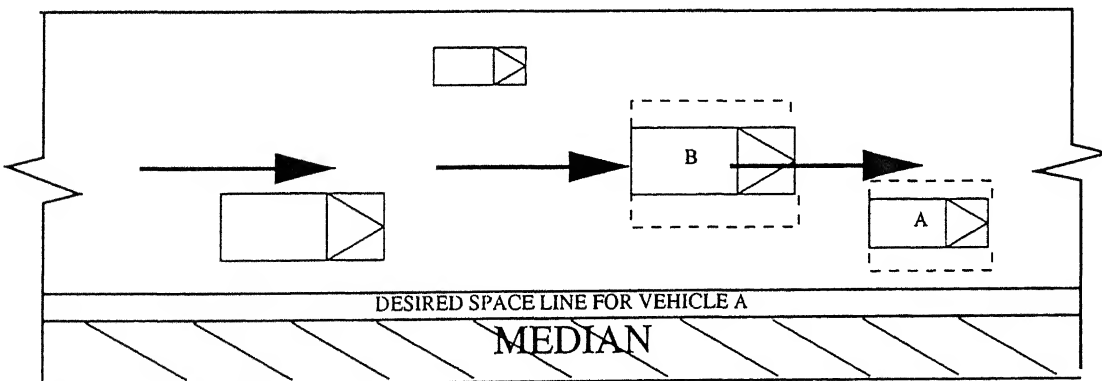 B
A
DESIRED SPACE LINE FOR VEHICLE A
MEDIAN